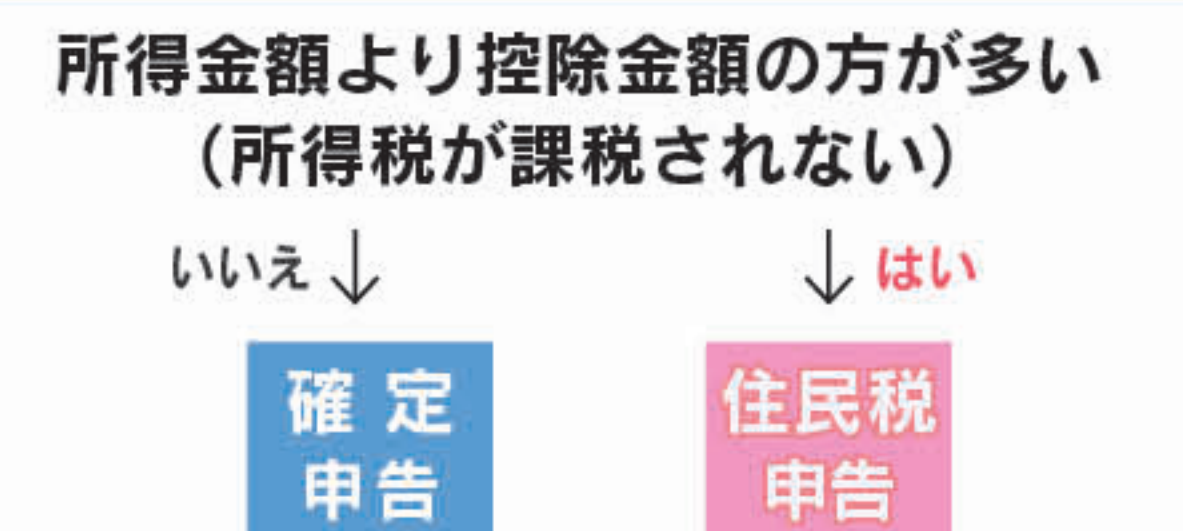 所得金額より控除金額の方が多い
（所得税が課税されない）
いいえ
はい
確定
申告
住民税
申告